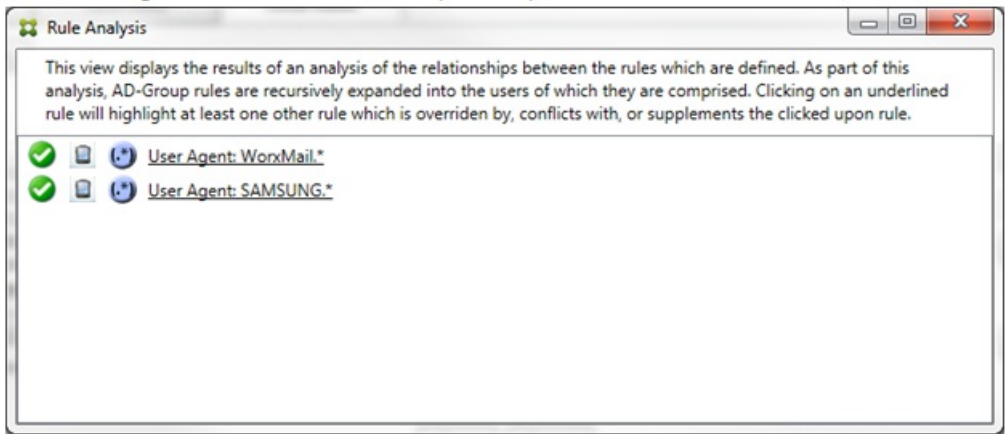 Rule Analysis
This view displays the results of an analysis of the relationships between the rules which are defined. As part of this
analysis, AD-Group rules are recursively expanded into the users of which they are comprised. Clicking on an underlined
rule will highlight at least one other rule which is overriden by, conflicts with, or supplements the clicked upon rule.
(.*) User Agent: WorxMail.*
(.*) User Agent: SAMSUNG.*